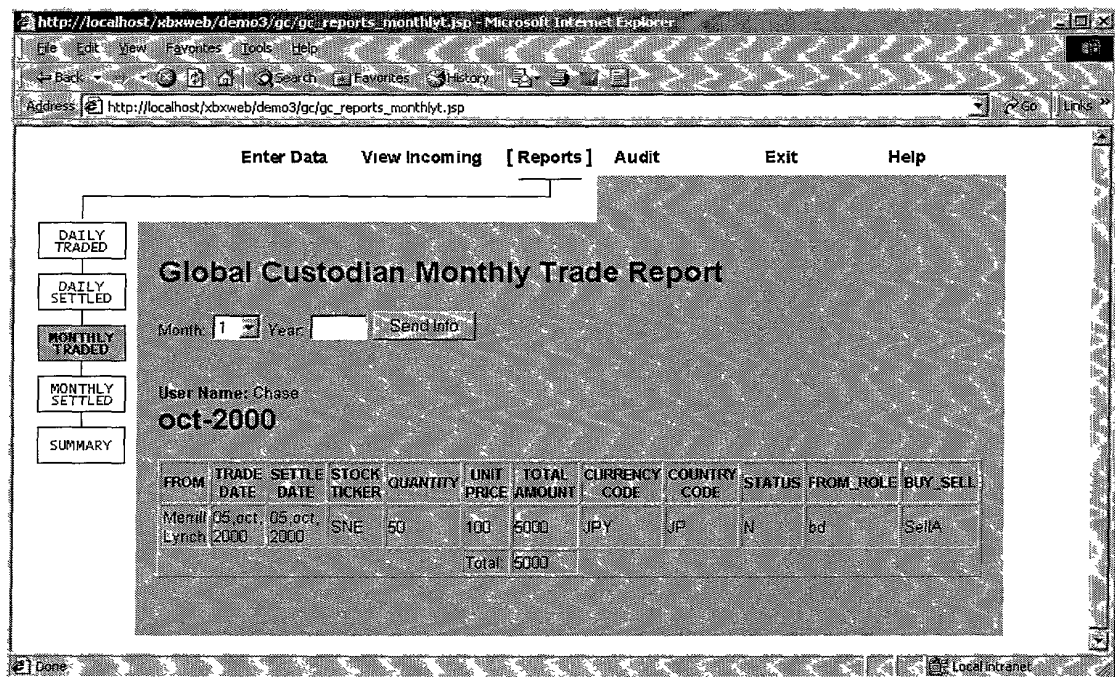 http://localhost/xbxweb/demo3/gc/gc_reports_monthlyt.jsp - Microsoft Internet Explorer
File Edit View Favorites Tools Help
Back Search Favorites History
Address http://localhost/xbxweb/demo3/gc/gc_reports_monthlyt.jsp Go Links »
Enter Data View Incoming [ Reports ] Audit Exit Help
DAILY TRADED
DAILY SETTLED
MONTHLY TRADED
MONTHLY SETTLED
SUMMARY
Global Custodian Monthly Trade Report
Month: 1 Year: Send Info
User Name: Chase
oct-2000
FROM TRADE DATE SETTLE DATE STOCK TICKER QUANTITY UNIT PRICE TOTAL AMOUNT CURRENCY CODE COUNTRY CODE STATUS FROM_ROLE BUY_SELL
Merrill Lynch 05,oct, 2000 05,oct, 2000 SNE 50 100 5000 JPY JP N bd SellA
Total: 5000
Done Local intranet